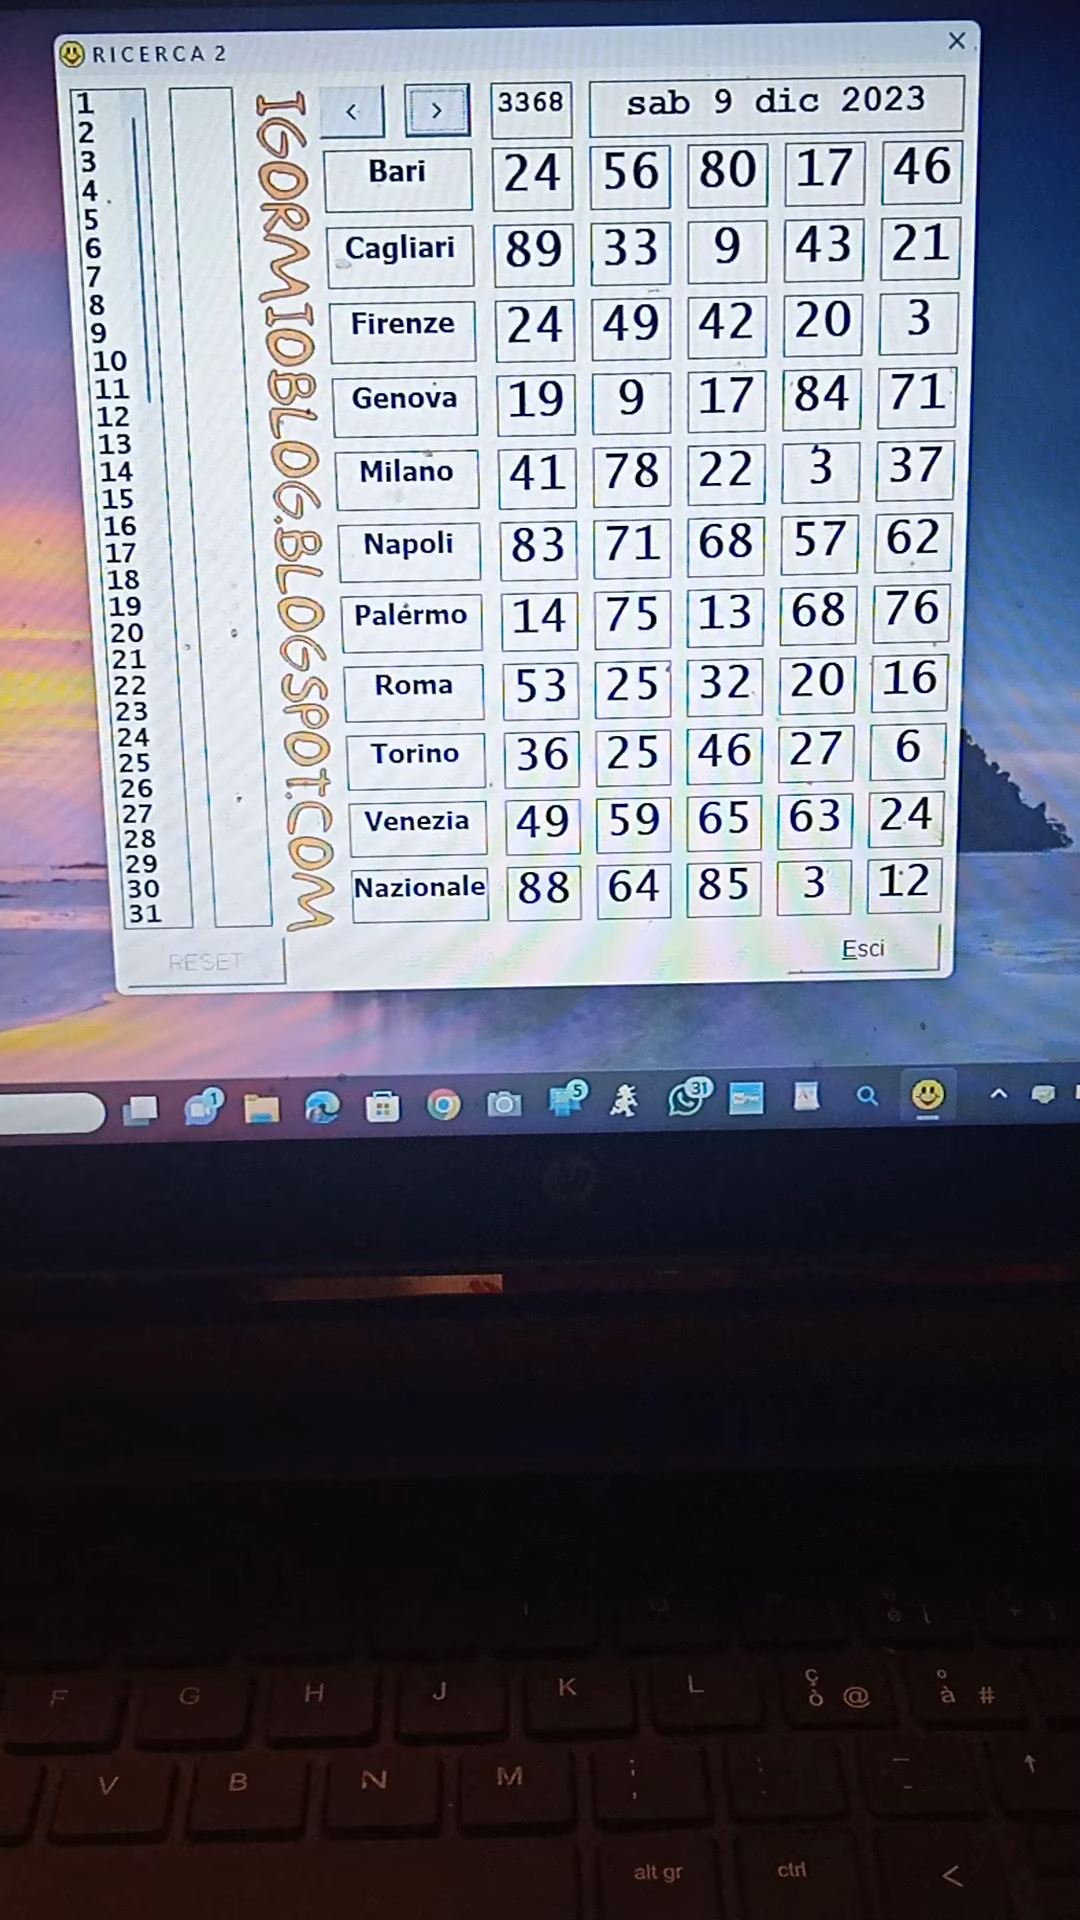 RICERCA 2
1
2
3
4
5
6
7
8
9
10
11
12
13
14
15
16
17
18
19
20
21
22
23
24
25
26
27
28
29
30
31
IGORMIOBLOG.BLOGSPOT.COM
< > 3368 sab 9 dic 2023
Bari 24 56 80 17 46
Cagliari 89 33 9 43 21
Firenze 24 49 42 20 3
Genova 19 9 17 84 71
Milano 41 78 22 3 37
Napoli 83 71 68 57 62
Palermo 14 75 13 68 76
Roma 53 25 32 20 16
Torino 36 25 46 27 6
Venezia 49 59 65 63 24
Nazionale 88 64 85 3 12
RESET Esci
1 5 31
F G H J K L ç ò @ ° à #
V B N M ; , : . _ -
alt gr ctrl <